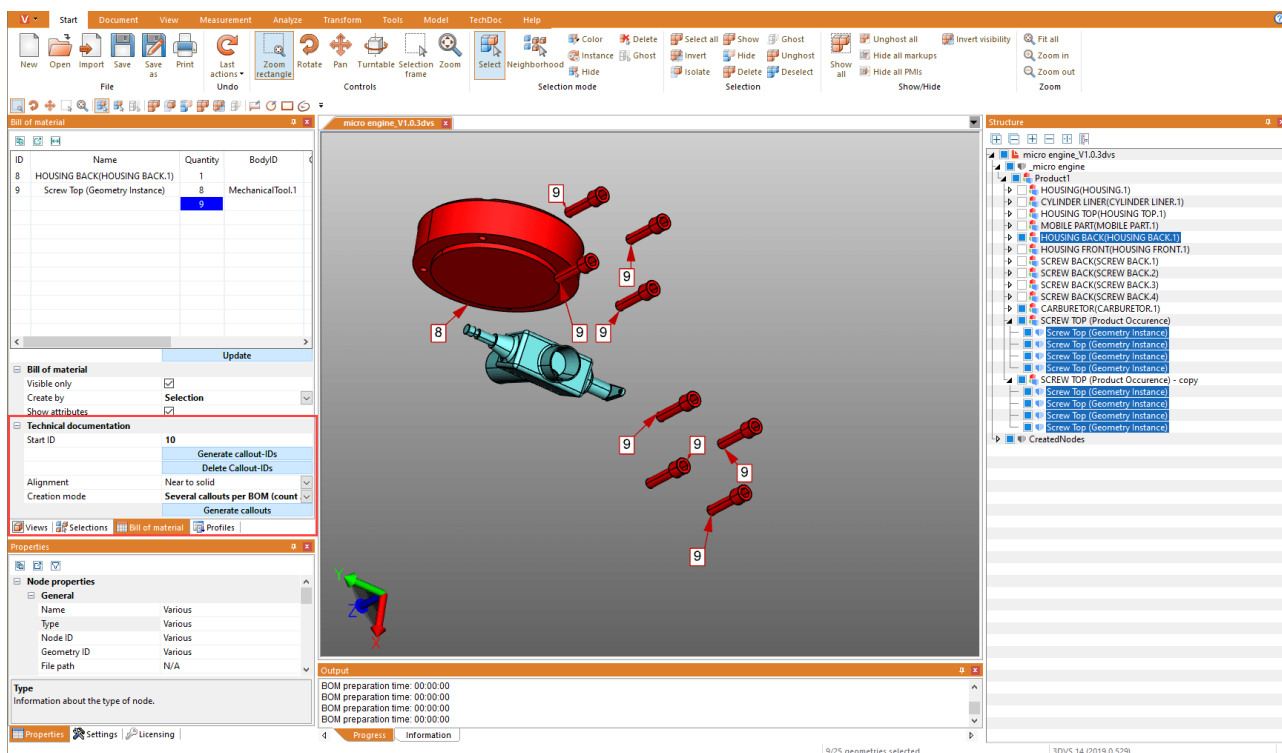 V Start Document View Measurement Analyze Transform Tools Model TechDoc Help
New Open Import Save Save as Print
Last actions
Zoom rectangle Rotate Pan Turntable Selection frame Zoom
Select Neighborhood
Color Delete
Instance Ghost
Hide
Select all Show Ghost
Invert Hide Unghost
Isolate Delete Deselect
Show all
Unghost all Invert visibility
Hide all markups
Hide all PMIs
Fit all
Zoom in
Zoom out
File Undo Controls Selection mode Selection Show/Hide Zoom
Bill of material
ID Name Quantity BodyID
8 HOUSING BACK(HOUSING BACK.1) 1
9 Screw Top (Geometry Instance) 8 MechanicalTool.1
9
Update
Bill of material
Visible only
Create by Selection
Show attributes
Technical documentation
Start ID 10
Generate callout-IDs
Delete Callout-IDs
Alignment Near to solid
Creation mode Several callouts per BOM (count
Generate callouts
Views Selections Bill of material Profiles
Properties
Node properties
General
Name Various
Type Various
Node ID Various
Geometry ID Various
File path N/A
Type
Information about the type of node.
Properties Settings Licensing
micro engine_V1.0.3dvs
9
9
9
8
9
9
9
9
9
9
Y
Z
X
Output
BOM preparation time: 00:00:00
BOM preparation time: 00:00:00
BOM preparation time: 00:00:00
BOM preparation time: 00:00:00
Progress Information
Structure
micro engine_V1.0.3dvs
_micro engine
Product1
HOUSING(HOUSING.1)
CYLINDER LINER(CYLINDER LINER.1)
HOUSING TOP(HOUSING TOP.1)
MOBILE PART(MOBILE PART.1)
HOUSING BACK(HOUSING BACK.1)
HOUSING FRONT(HOUSING FRONT.1)
SCREW BACK(SCREW BACK.1)
SCREW BACK(SCREW BACK.2)
SCREW BACK(SCREW BACK.3)
SCREW BACK(SCREW BACK.4)
CARBURETOR(CARBURETOR.1)
SCREW TOP (Product Occurence)
Screw Top (Geometry Instance)
Screw Top (Geometry Instance)
Screw Top (Geometry Instance)
Screw Top (Geometry Instance)
SCREW TOP (Product Occurence) - copy
Screw Top (Geometry Instance)
Screw Top (Geometry Instance)
Screw Top (Geometry Instance)
Screw Top (Geometry Instance)
CreatedNodes
9/25 geometries selected
3DVS 14 (2019.0.529)